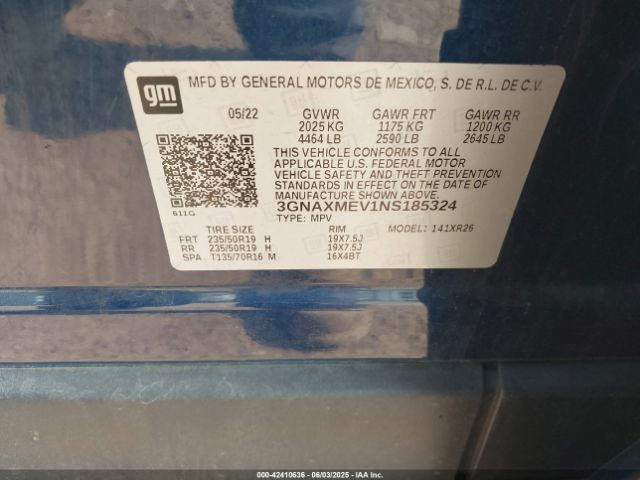 gm
MFD BY GENERAL MOTORS DE MEXICO, S. DE R.L. DE C.V.
05/22 GVWR GAWR FRT GAWR RR
2025 KG 1175 KG 1200 KG
4464 LB 2590 LB 2645 LB
THIS VEHICLE CONFORMS TO ALL
APPLICABLE U.S. FEDERAL MOTOR
VEHICLE SAFETY AND THEFT PREVENTION
STANDARDS IN EFFECT ON THE DATE OF
MANUFACTURE SHOWN ABOVE.
3GNAXMEV1NS185324
611G
TYPE: MPV MODEL: 141XR26
TIRE SIZE RIM
FRT 235/50R19 H 19X7.5J
RR 235/50R19 H 19X7.5J
SPA T135/70R16 M 16X4BT
000-42410636 - 06/03/2025 - IAAI.COM